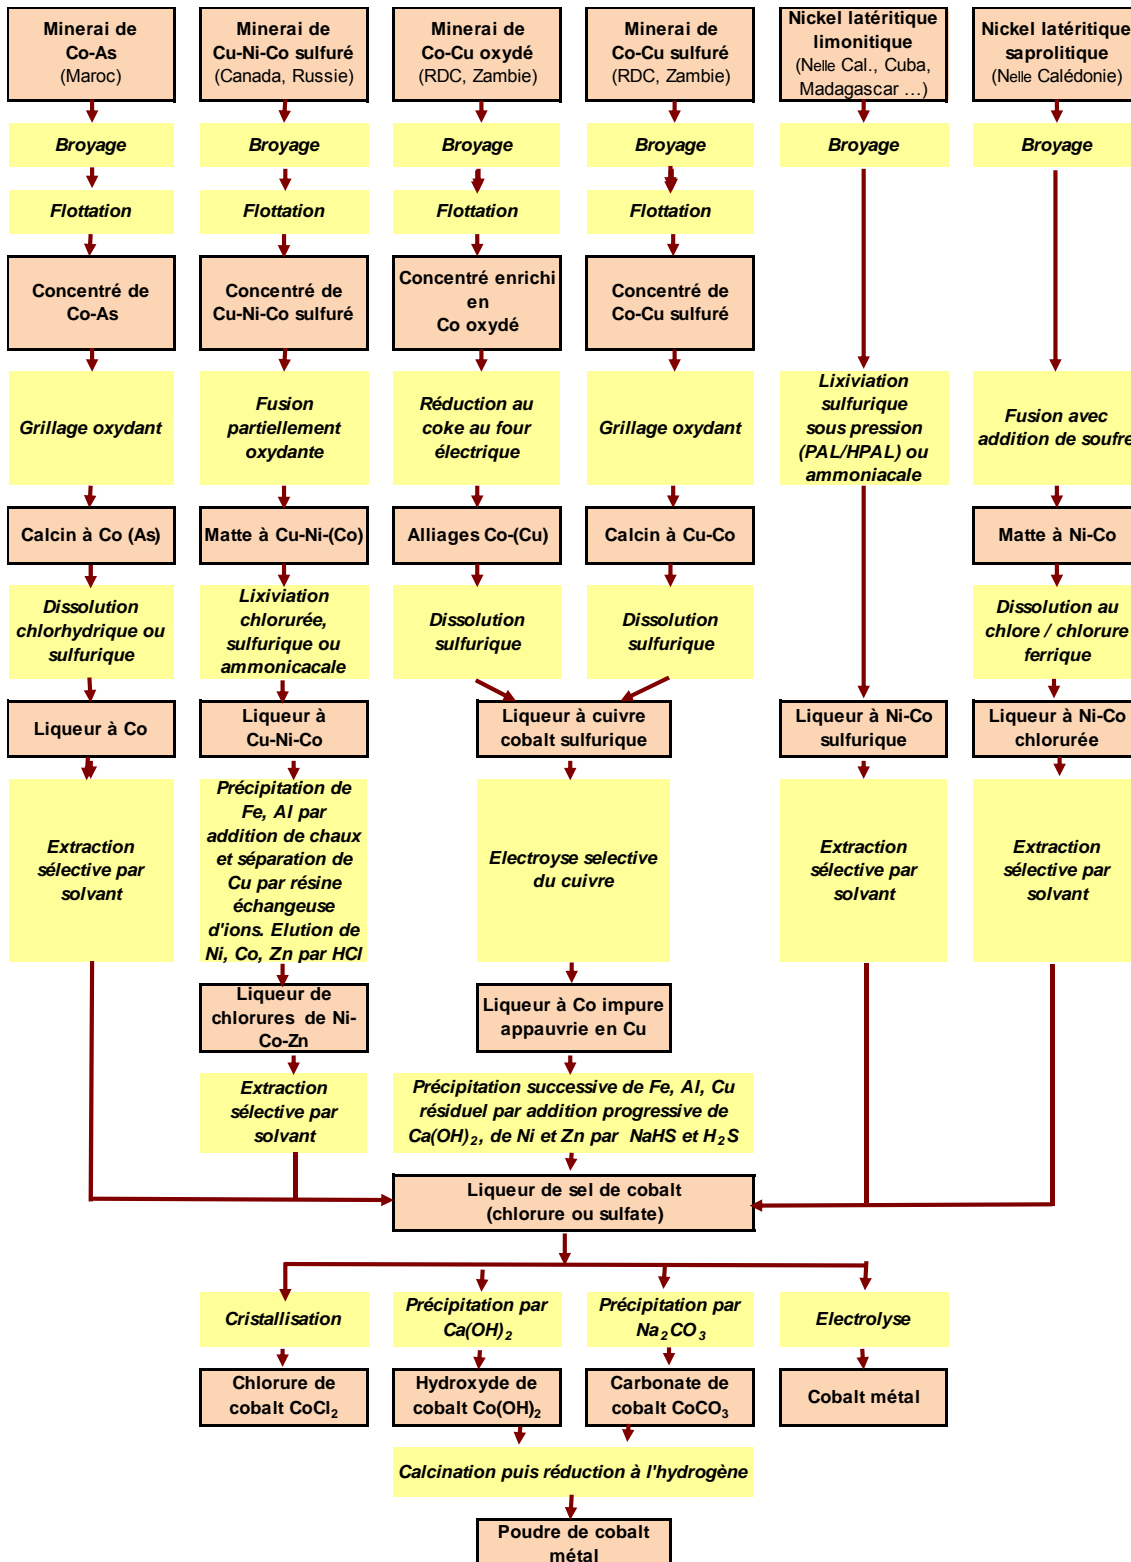 Minerai de
Co-As
(Maroc)
Minerai de
Cu-Ni-Co sulfuré
(Canada, Russie)
Minerai de
Co-Cu oxydé
(RDC, Zambie)
Minerai de
Co-Cu sulfuré
(RDC, Zambie)
Nickel latéritique
limonitique
(Nelle Cal., Cuba,
Madagascar …)
Nickel latéritique
saprolitique
(Nelle Calédonie)
Broyage
Broyage
Broyage
Broyage
Broyage
Broyage
Flottation
Flottation
Flottation
Flottation
Concentré de
Co-As
Concentré de
Cu-Ni-Co sulfuré
Concentré enrichi
en
Co oxydé
Concentré de
Co-Cu sulfuré
Grillage oxydant
Fusion
partiellement
oxydante
Réduction au
coke au four
électrique
Grillage oxydant
Lixiviation
sulfurique
sous pression
(PAL/HPAL) ou
ammoniacale
Fusion avec
addition de soufre
Calcin à Co (As)
Matte à Cu-Ni-(Co)
Alliages Co-(Cu)
Calcin à Cu-Co
Matte à Ni-Co
Dissolution
chlorhydrique ou
sulfurique
Lixiviation
chlorurée,
sulfurique ou
ammonicacale
Dissolution
sulfurique
Dissolution
sulfurique
Dissolution au
chlore / chlorure
ferrique
Liqueur à Co
Liqueur à
Cu-Ni-Co
Liqueur à cuivre
cobalt sulfurique
Liqueur à Ni-Co
sulfurique
Liqueur à Ni-Co
chlorurée
Extraction
sélective par
solvant
Précipitation de
Fe, Al par
addition de chaux
et séparation de
Cu par résine
échangeuse
d'ions. Elution de
Ni, Co, Zn par HCl
Electroyse selective
du cuivre
Extraction
sélective par
solvant
Extraction
sélective par
solvant
Liqueur de
chlorures de Ni-
Co-Zn
Liqueur à Co impure
appauvrie en Cu
Extraction
sélective par
solvant
Précipitation successive de Fe, Al, Cu
résiduel par addition progressive de
Ca(OH)2, de Ni et Zn par NaHS et H2S
Liqueur de sel de cobalt
(chlorure ou sulfate)
Cristallisation
Précipitation par
Ca(OH)2
Précipitation par
Na2CO3
Electrolyse
Chlorure de
cobalt CoCl2
Hydroxyde de
cobalt Co(OH)2
Carbonate de
cobalt CoCO3
Cobalt métal
Calcination puis réduction à l'hydrogène
Poudre de cobalt
métal